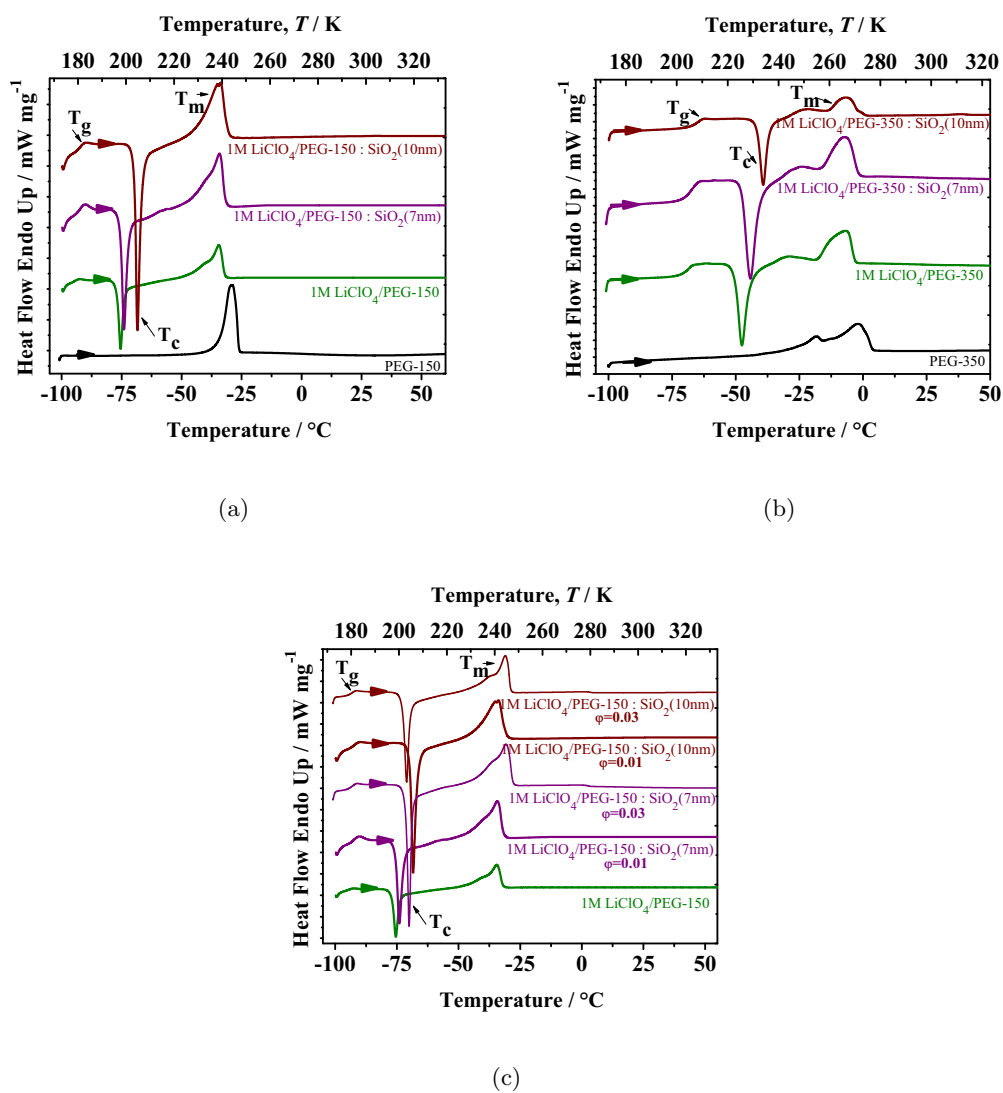 Temperature, T / K
180 200 220 240 260 280 300 320
Heat Flow Endo Up / mW mg-1
Tg
Tm
1M LiClO4/PEG-150 : SiO2(10nm)
1M LiClO4/PEG-150 : SiO2(7nm)
1M LiClO4/PEG-150
Tc
PEG-150
-100 -75 -50 -25 0 25 50
Temperature / °C
(a)
Temperature, T / K
180 200 220 240 260 280 300 320
Heat Flow Endo Up / mW mg-1
Tg
Tm
1M LiClO4/PEG-350 : SiO2(10nm)
Tc
1M LiClO4/PEG-350 : SiO2(7nm)
1M LiClO4/PEG-350
PEG-350
-100 -75 -50 -25 0 25 50
Temperature / °C
(b)
Temperature, T / K
180 200 220 240 260 280 300 320
Heat Flow Endo Up / mW mg-1
Tg
Tm
1M LiClO4/PEG-150 : SiO2(10nm)
φ=0.03
1M LiClO4/PEG-150 : SiO2(10nm)
φ=0.01
1M LiClO4/PEG-150 : SiO2(7nm)
φ=0.03
1M LiClO4/PEG-150 : SiO2(7nm)
φ=0.01
1M LiClO4/PEG-150
Tc
-100 -75 -50 -25 0 25 50
Temperature / °C
(c)